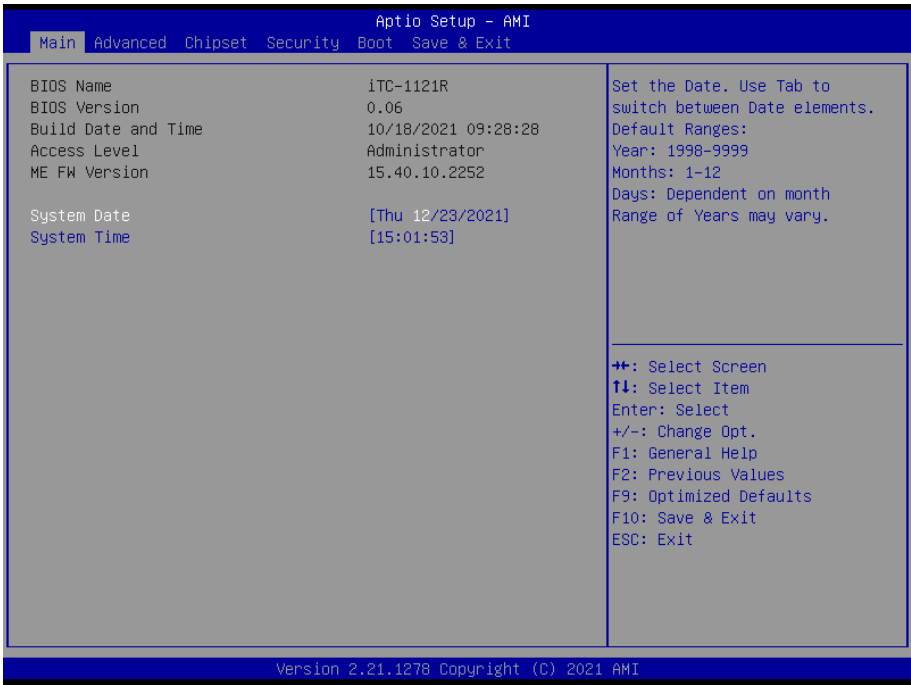 Aptio Setup – AMI
Main Advanced Chipset Security Boot Save & Exit
BIOS Name iTC-1121R
BIOS Version 0.06
Build Date and Time 10/18/2021 09:28:28
Access Level Administrator
ME FW Version 15.40.10.2252
System Date [Thu 12/23/2021]
System Time [15:01:53]
Set the Date. Use Tab to
switch between Date elements.
Default Ranges:
Year: 1998-9999
Months: 1-12
Days: Dependent on month
Range of Years may vary.
→←: Select Screen
↑↓: Select Item
Enter: Select
+/-: Change Opt.
F1: General Help
F2: Previous Values
F9: Optimized Defaults
F10: Save & Exit
ESC: Exit
Version 2.21.1278 Copyright (C) 2021 AMI